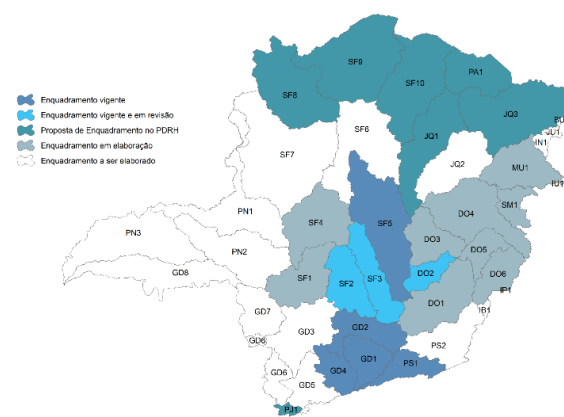 SF9
SF8
SF10
PA1
JQ3
JQ1
SF6
JU1
IN1
JQ2
MU1
SF7
SM1
PN1
SF4
SF5
DO4
PN3
DO3
PN2
DO5
GD8
SF1
SF2
SF3
DO2
DO6
DO1
IB1
GD7
GD2
GD3
PS2
GD6
GD1
PS1
GD4
GD6
GD5
PJ1
Enquadramento vigente
Enquadramento vigente e em revisão
Proposta de Enquadramento no PDRH
Enquadramento em elaboração
Enquadramento a ser elaborado